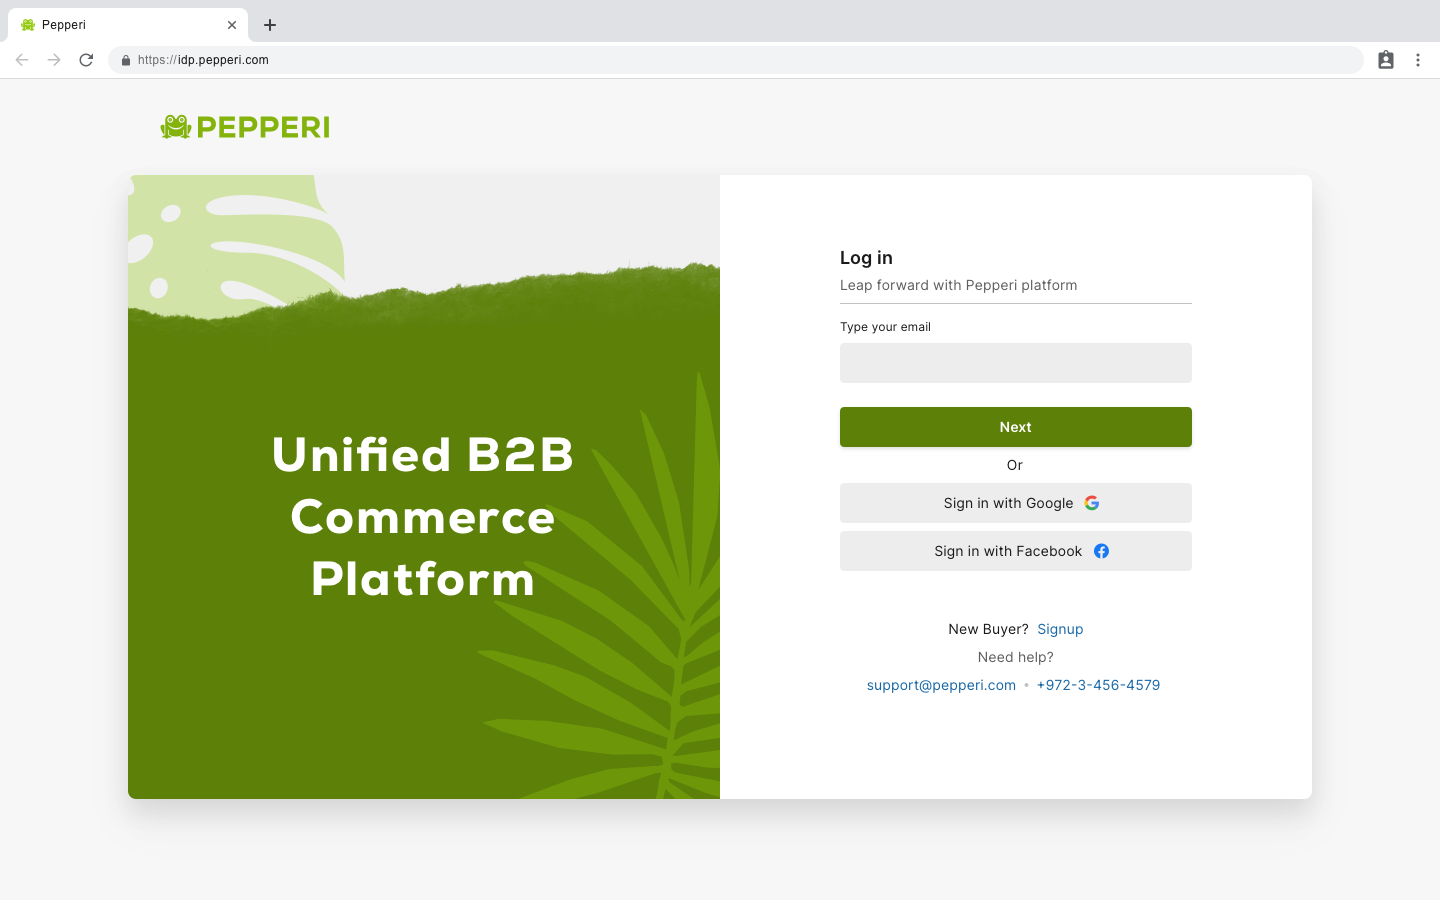 Pepperi
https://idp.pepperi.com
PEPPERI
Unified B2B
Commerce
Platform
Log in
Leap forward with Pepperi platform
Type your email
Next
Or
Sign in with Google
Sign in with Facebook
New Buyer? Signup
Need help?
support@pepperi.com • +972-3-456-4579